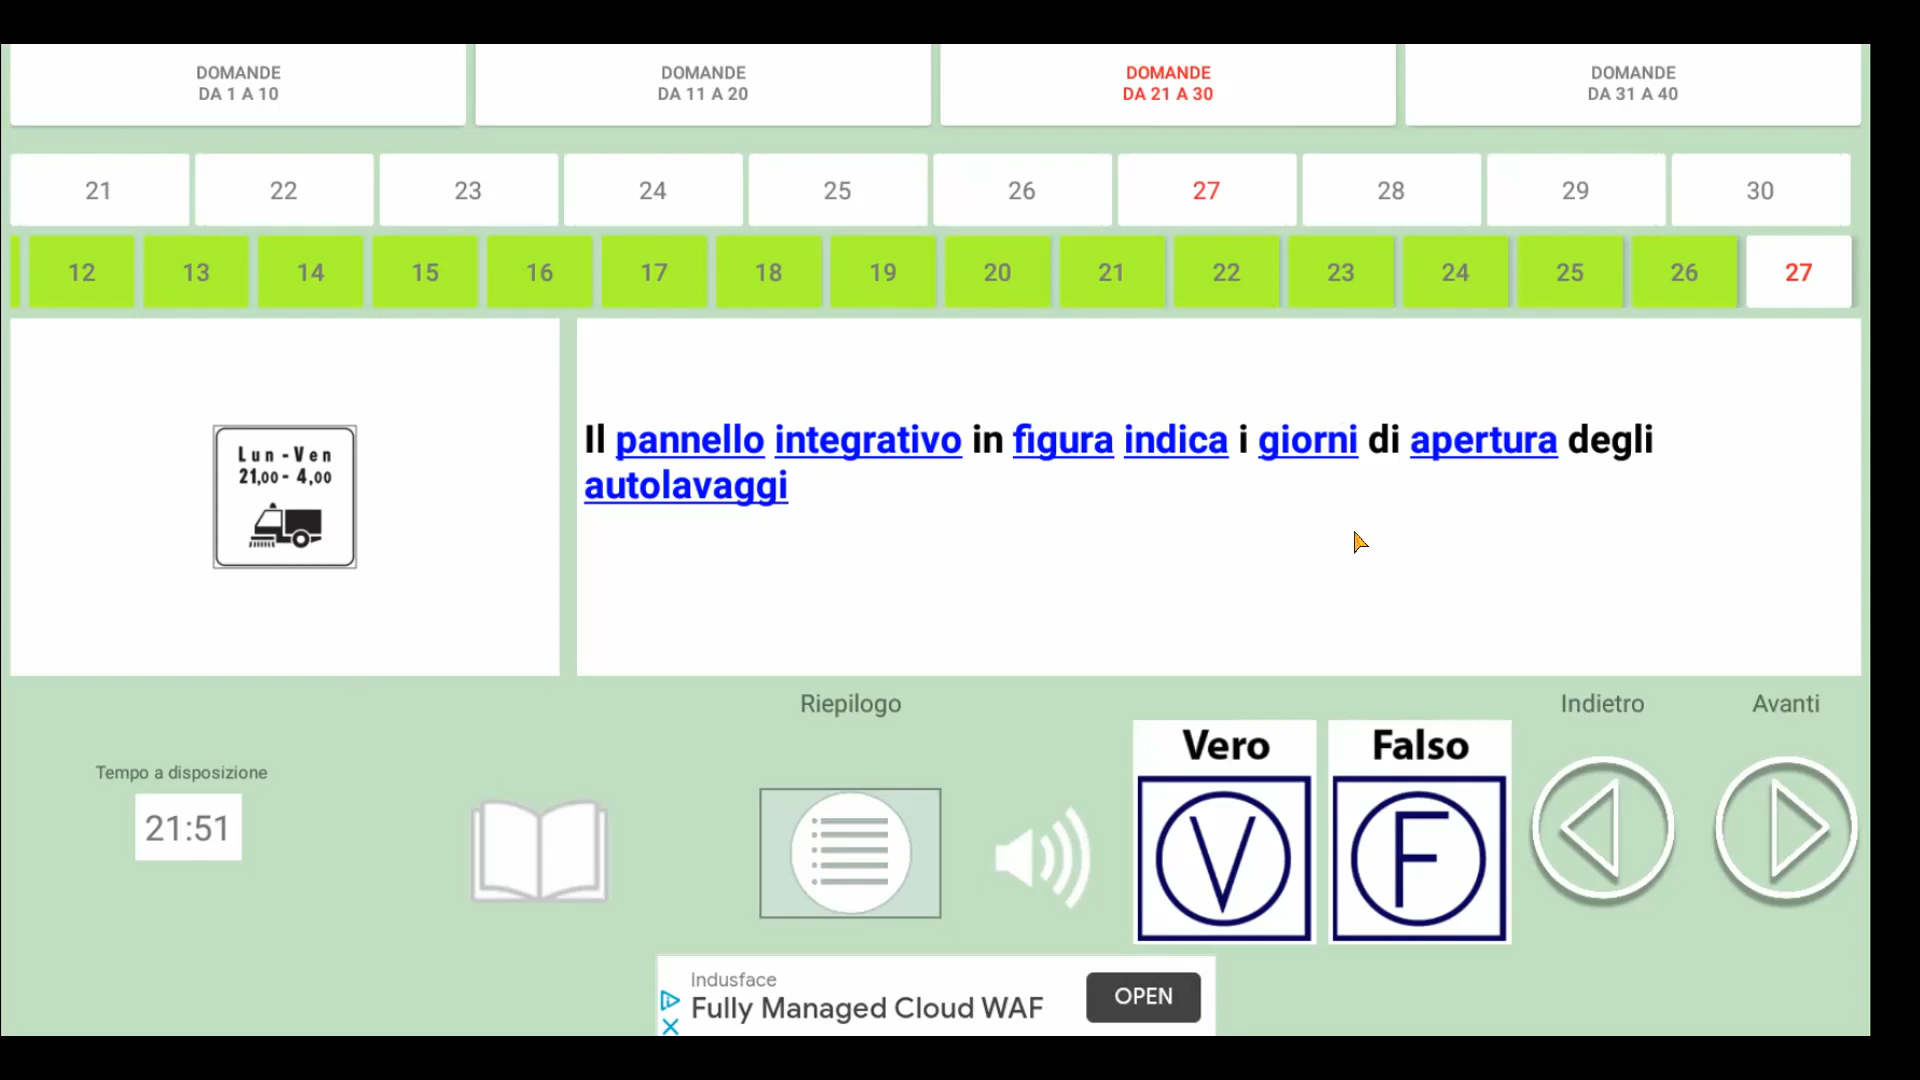 DOMANDE
DA 1 A 10
DOMANDE
DA 11 A 20
DOMANDE
DA 21 A 30
DOMANDE
DA 31 A 40
21 22 23 24 25 26 27 28 29 30
12 13 14 15 16 17 18 19 20 21 22 23 24 25 26 27
Lun-Ven
21,00-4,00
Il pannello integrativo in figura indica i giorni di apertura degli
autolavaggi
Riepilogo
Indietro
Avanti
Vero
Falso
V
F
Tempo a disposizione
21:51
Indusface
Fully Managed Cloud WAF
OPEN